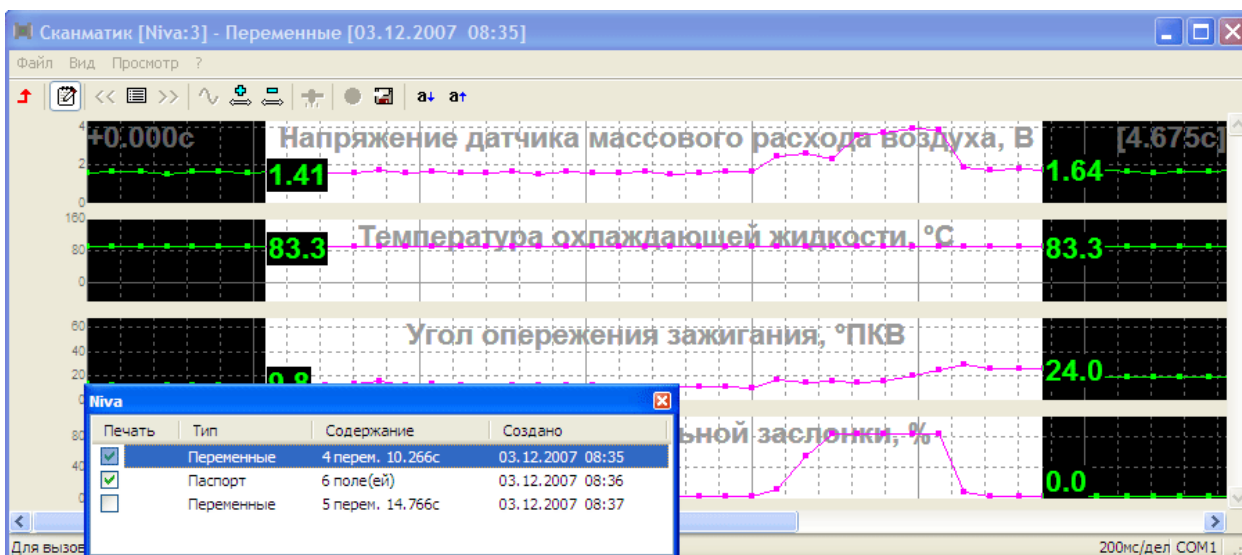 Сканматик [Niva:3] - Переменные [03.12.2007 08:35]
Файл Вид Просмотр ?
<< >> a↓ a↑
+0.000с Напряжение датчика массового расхода воздуха, В [4.675с]
4
2
0
1.41
1.64
Температура охлаждающей жидкости, °С
160
80
0
83.3
83.3
Угол опережения зажигания, °ПКВ
60
40
20
0
9.8
24.0
ьной заслонки, %
80
40
0
0.0
Niva
Печать Тип Содержание Создано
Переменные 4 перем. 10.266с 03.12.2007 08:35
Паспорт 6 поле(ей) 03.12.2007 08:36
Переменные 5 перем. 14.766с 03.12.2007 08:37
Для вызов
200мс/дел COM1